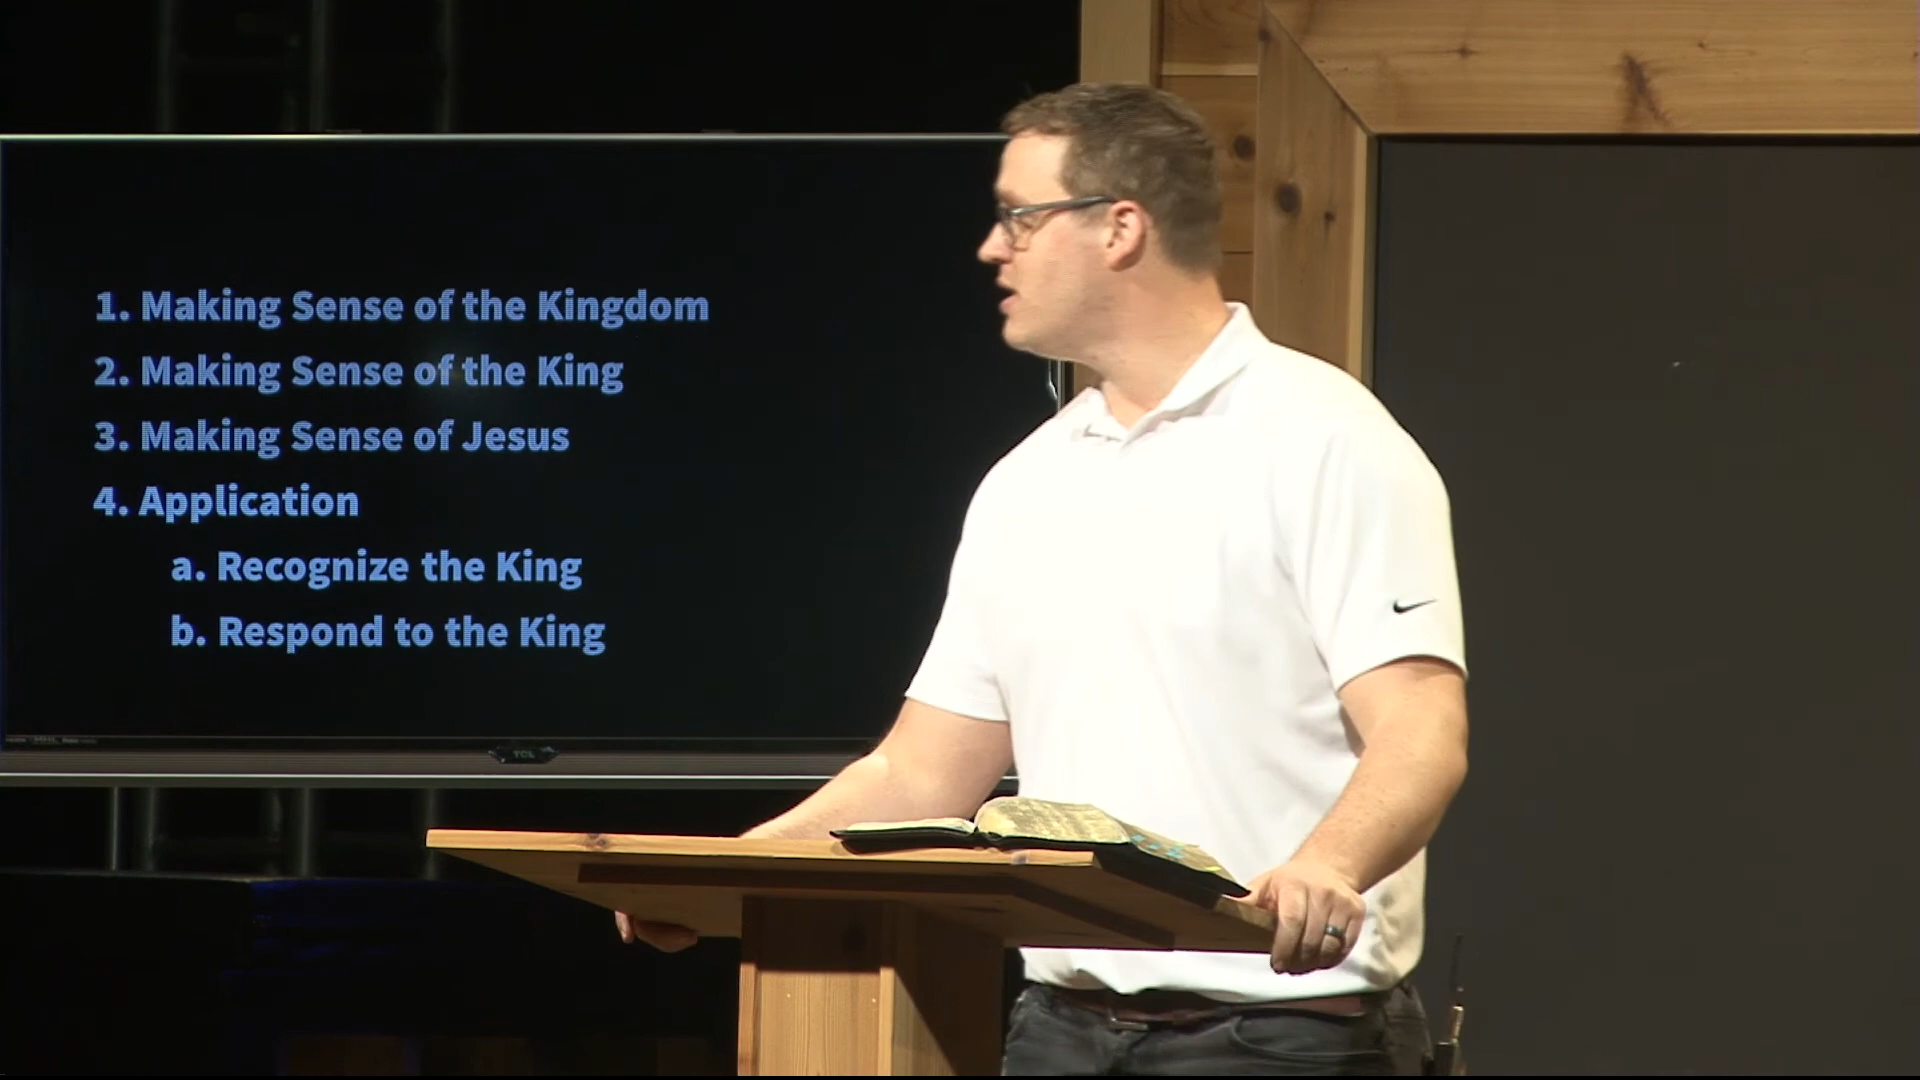 1. Making Sense of the Kingdom
2. Making Sense of the King
3. Making Sense of Jesus
4. Application
a. Recognize the King
b. Respond to the King
TCL